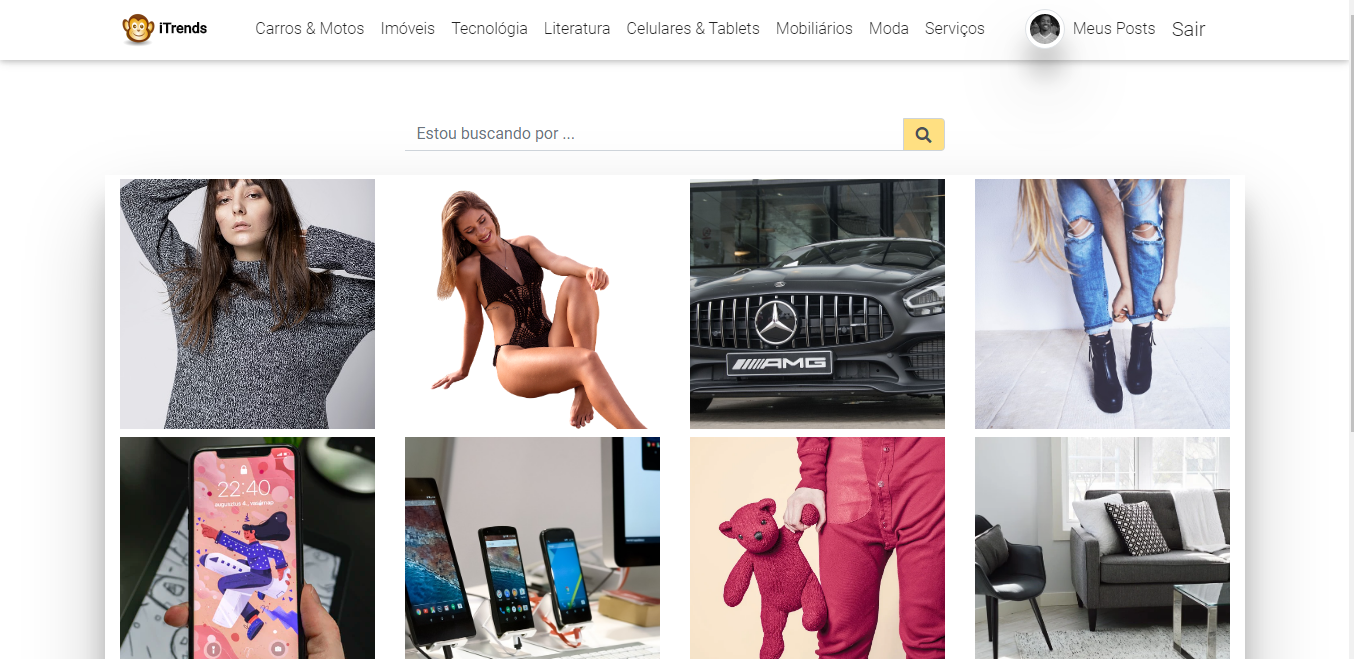 iTrends
Carros & Motos
Imóveis
Tecnológia
Literatura
Celulares & Tablets
Mobiliários
Moda
Serviços
Meus Posts
Sair
Estou buscando por ...
AMG
22:40